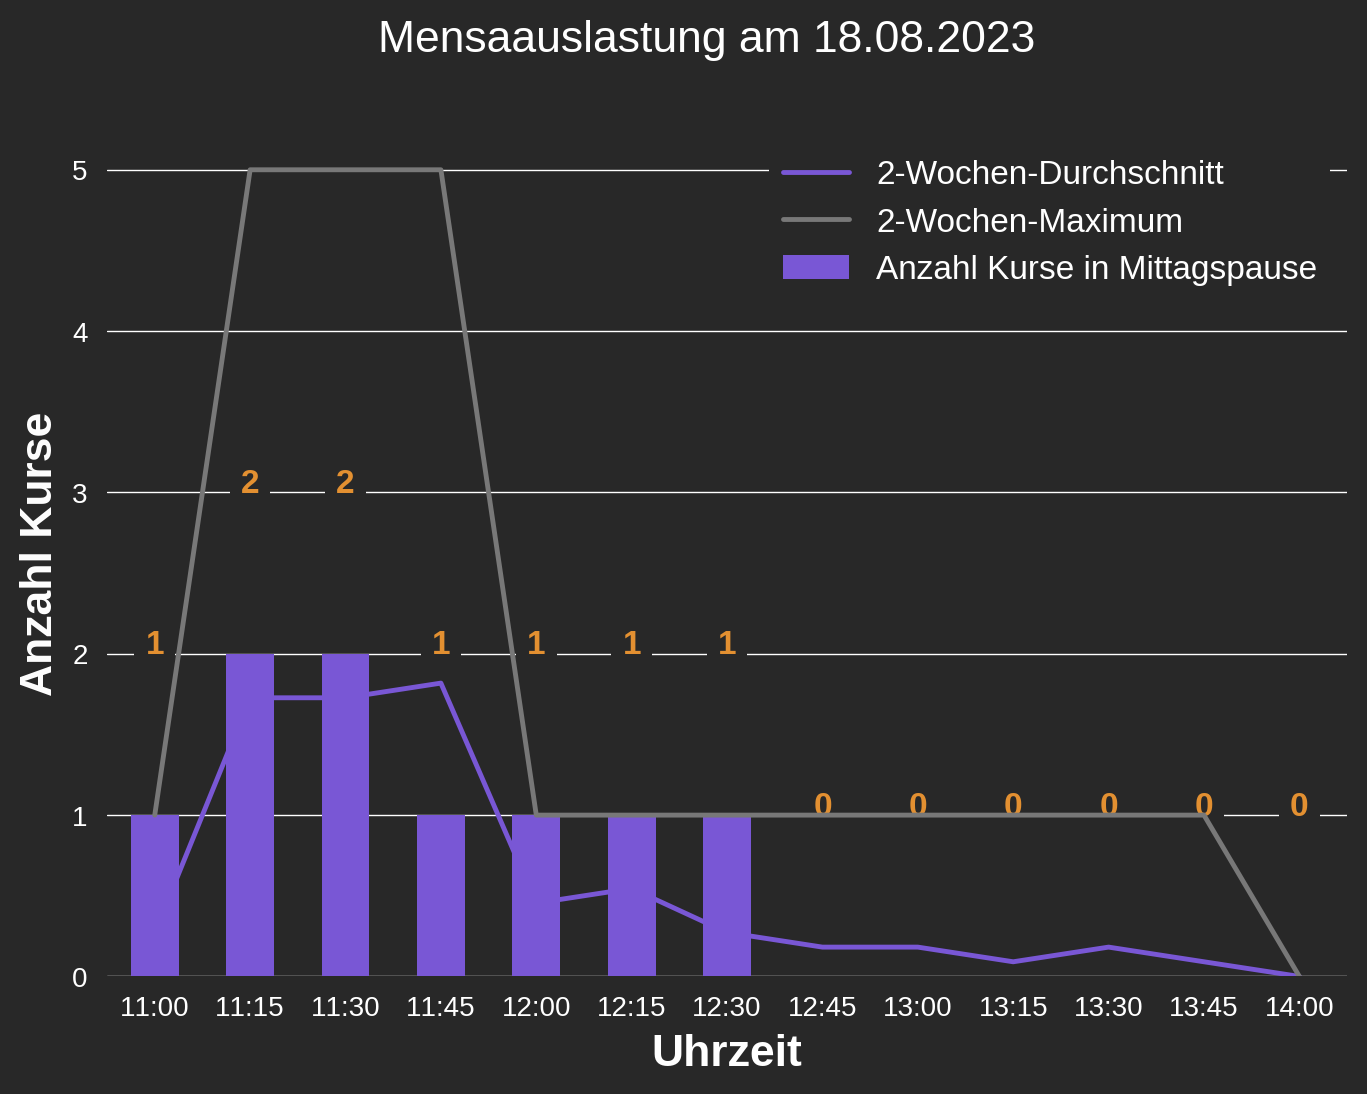 Mensaauslastung am 18.08.2023
2-Wochen-Durchschnitt
2-Wochen-Maximum
Anzahl Kurse in Mittagspause
Anzahl Kurse
5
4
3
2
1
0
1
2
2
1
1
1
1
0
0
0
0
0
0
11:00 11:15 11:30 11:45 12:00 12:15 12:30 12:45 13:00 13:15 13:30 13:45 14:00
Uhrzeit